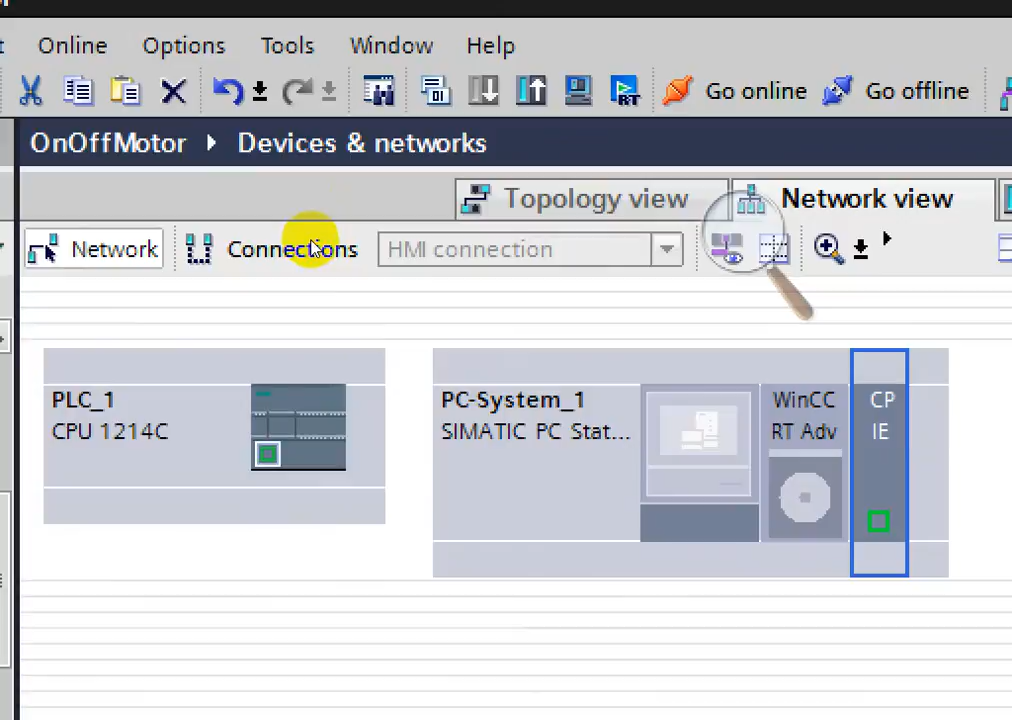 Online Options Tools Window Help
RT Go online Go offline
OnOffMotor Devices & networks
Topology view Network view
Network Connections HMI connection
PLC_1
CPU 1214C
PC-System_1
SIMATIC PC Stat...
WinCC
RT Adv
CP
IE